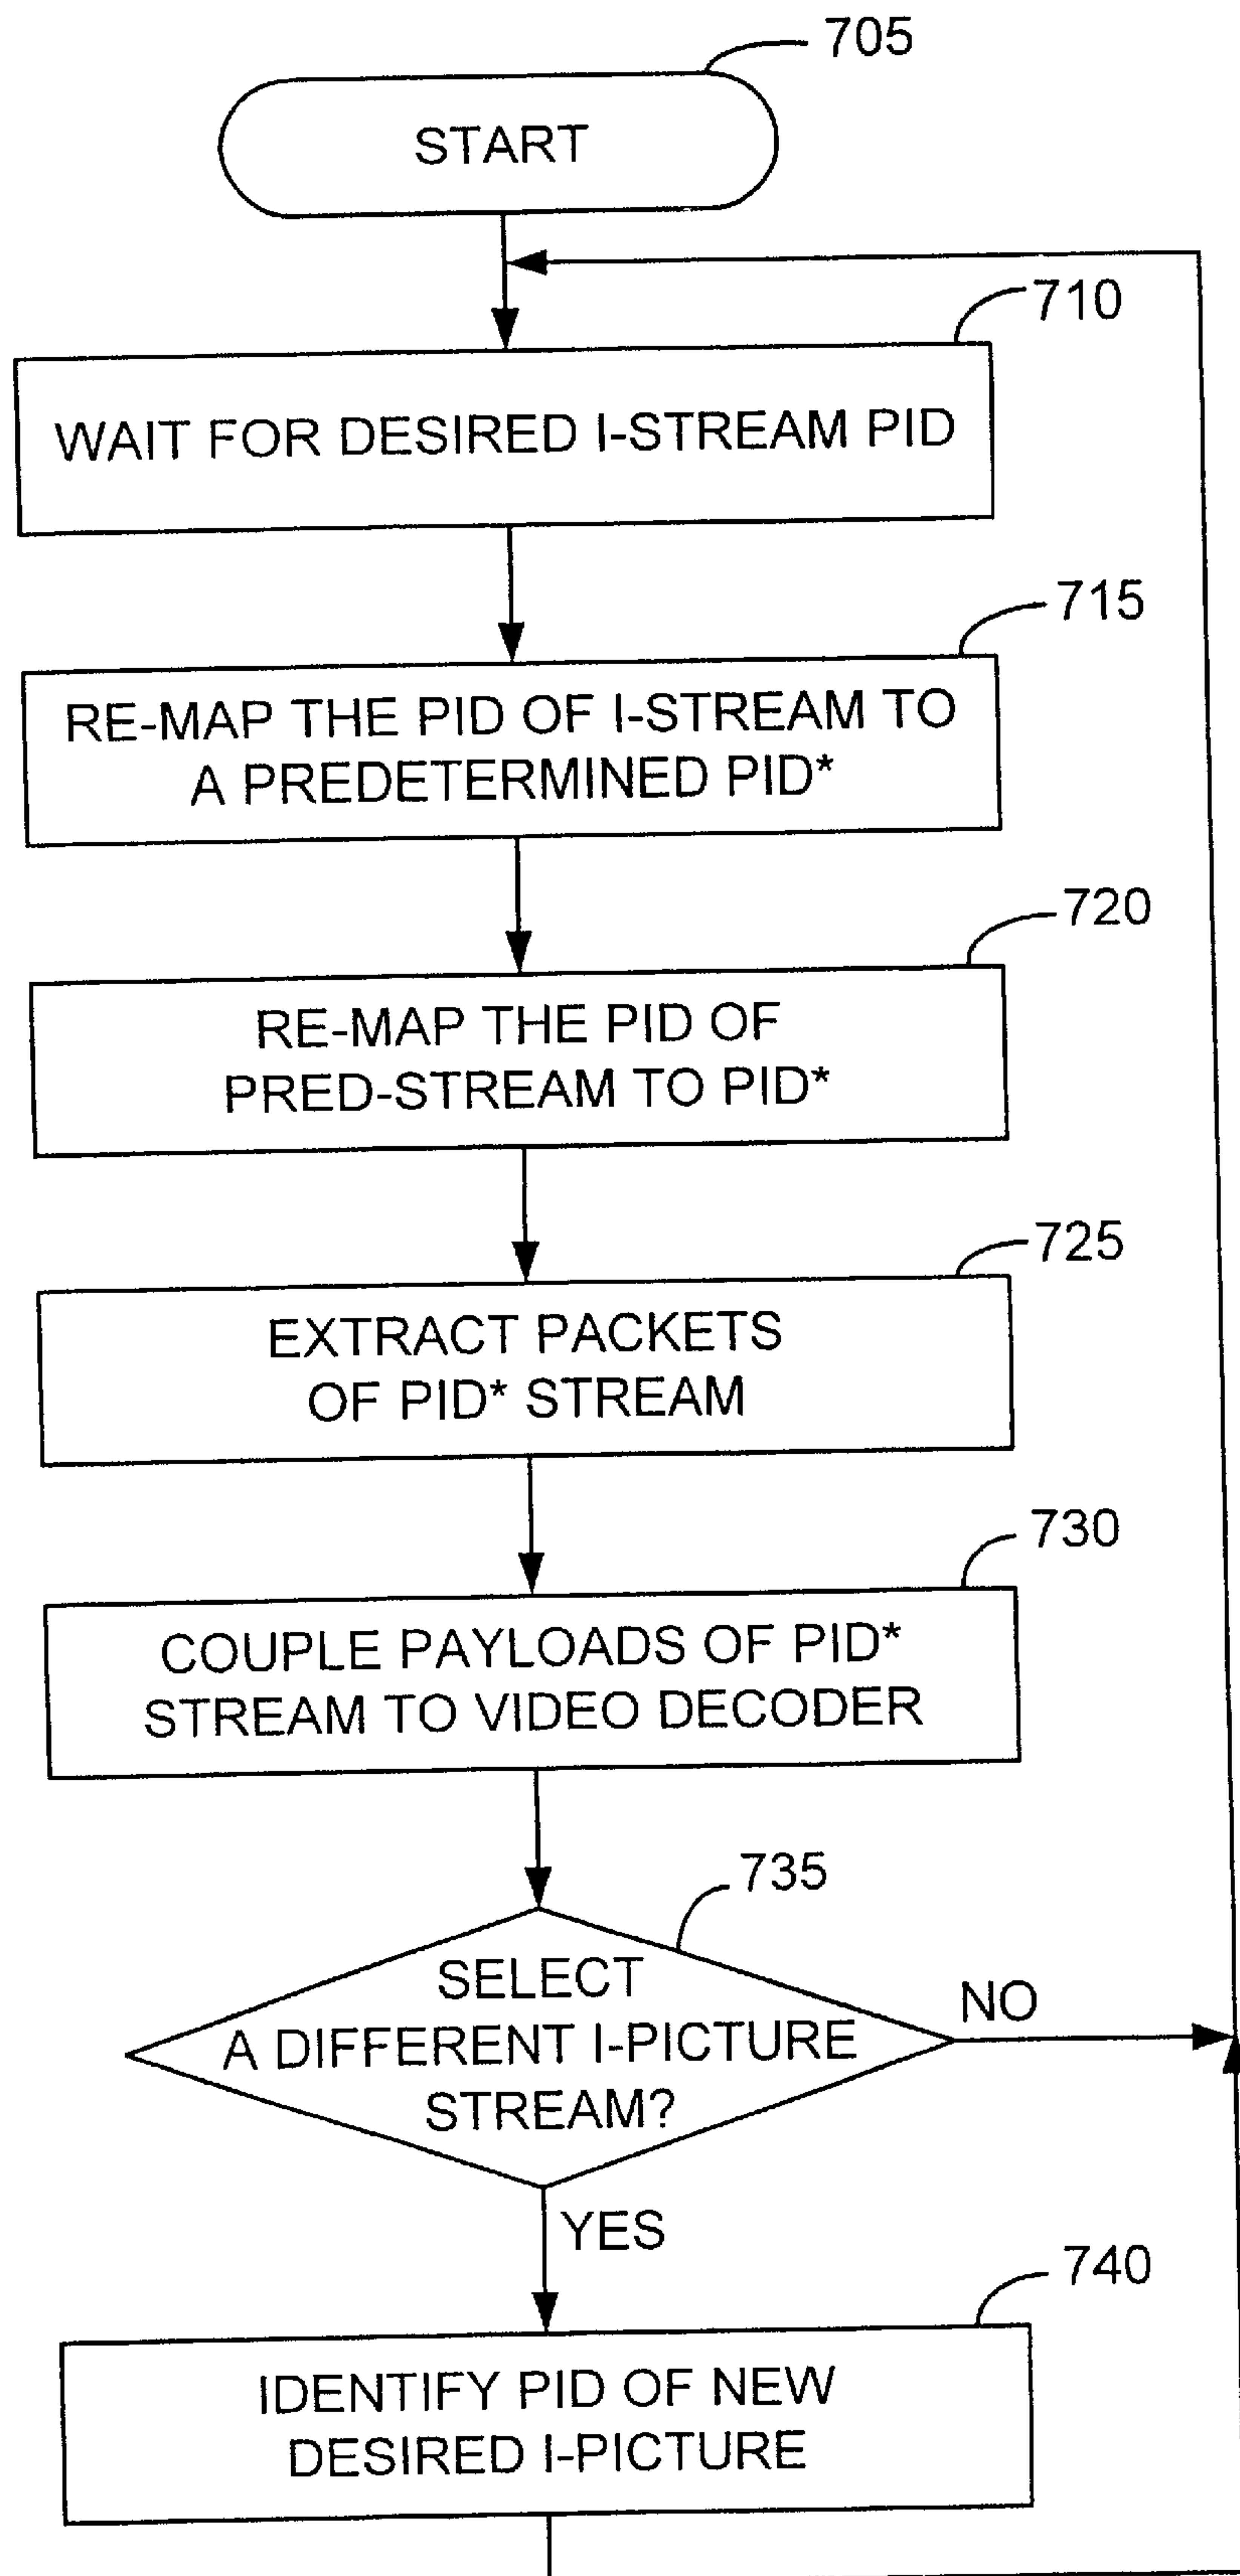 705
START
710
WAIT FOR DESIRED I-STREAM PID
715
RE-MAP THE PID OF I-STREAM TO
A PREDETERMINED PID*
720
RE-MAP THE PID OF
PRED-STREAM TO PID*
725
EXTRACT PACKETS
OF PID* STREAM
730
COUPLE PAYLOADS OF PID*
STREAM TO VIDEO DECODER
735
SELECT
A DIFFERENT I-PICTURE
STREAM?
NO
YES
740
IDENTIFY PID OF NEW
DESIRED I-PICTURE